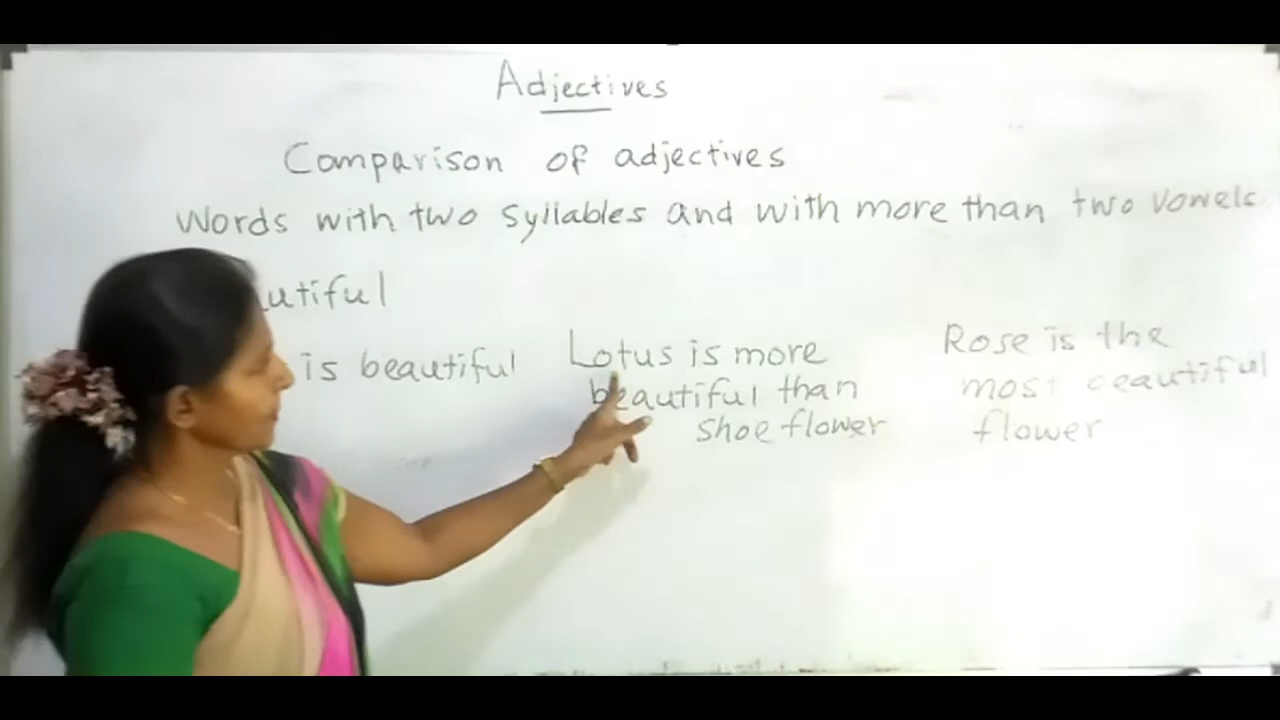 Adjectives
Comparison of adjectives
Words with two syllables and with more than two vowels
utiful
is beautiful
Lotus is more
beautiful than
shoe flower
Rose is the
most beautiful
flower